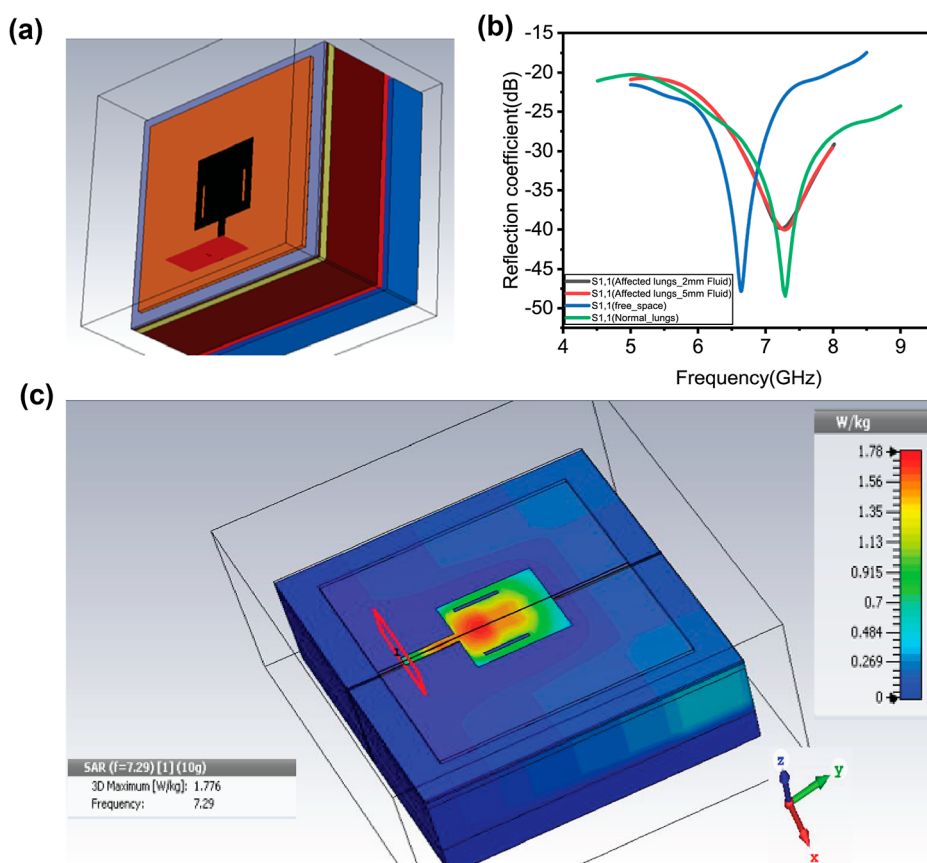 (a)
(b)
-15
-20
-25
-30
-35
-40
-45
-50
Reflection coefficient(dB)
S1,1(Affected lungs_2mm Fluid)
S1,1(Affected lungs_5mm Fluid)
S1,1(free_space)
S1,1(Normal_lungs)
4 5 6 7 8 9
Frequency(GHz)
(c)
W/kg
1.78
1.56
1.35
1.13
0.915
0.7
0.484
0.269
0
1
SAR (f=7.29) [1] (10g)
3D Maximum [W/kg]: 1.776
Frequency: 7.29
z
y
x